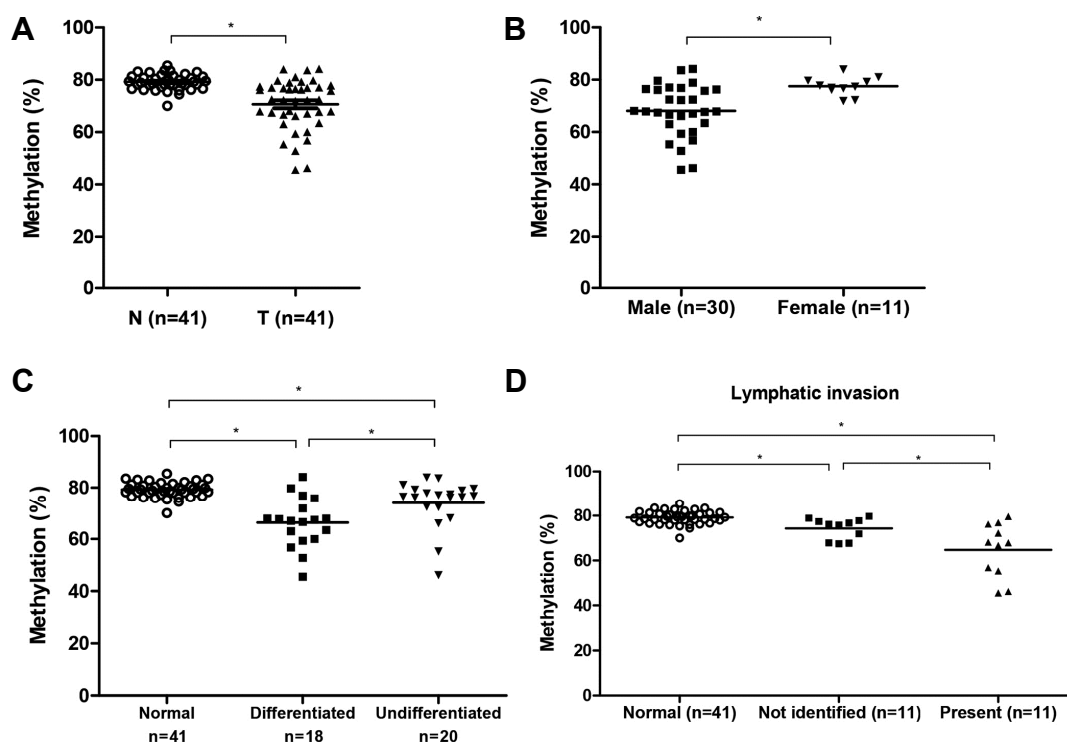 A
*
100
80
60
40
20
0
Methylation (%)
N (n=41) T (n=41)
B
*
100
80
60
40
20
0
Methylation (%)
Male (n=30) Female (n=11)
C
*
* *
100
80
60
40
20
0
Methylation (%)
Normal Differentiated Undifferentiated
n=41 n=18 n=20
D
Lymphatic invasion
*
* *
100
80
60
40
20
0
Methylation (%)
Normal (n=41) Not identified (n=11) Present (n=11)